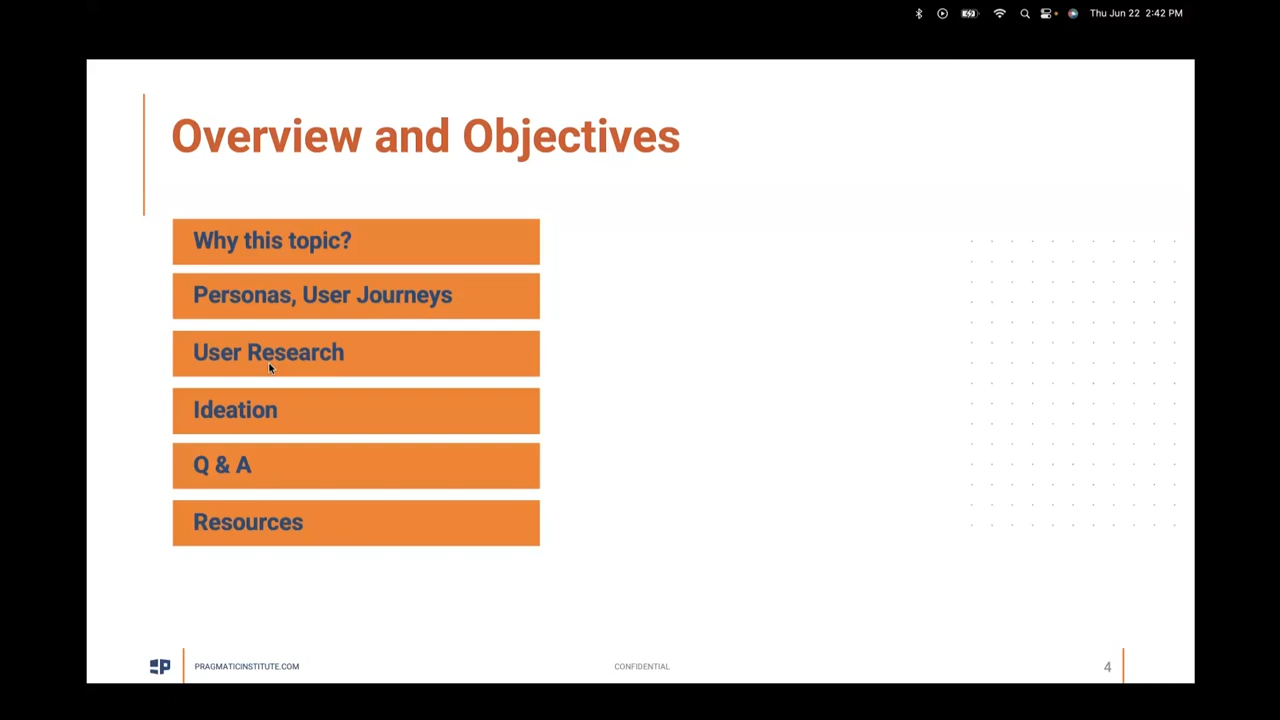 Thu Jun 22 2:42 PM
Overview and Objectives
Why this topic?
Personas, User Journeys
User Research
Ideation
Q & A
Resources
PRAGMATICINSTITUTE.COM
CONFIDENTIAL
4